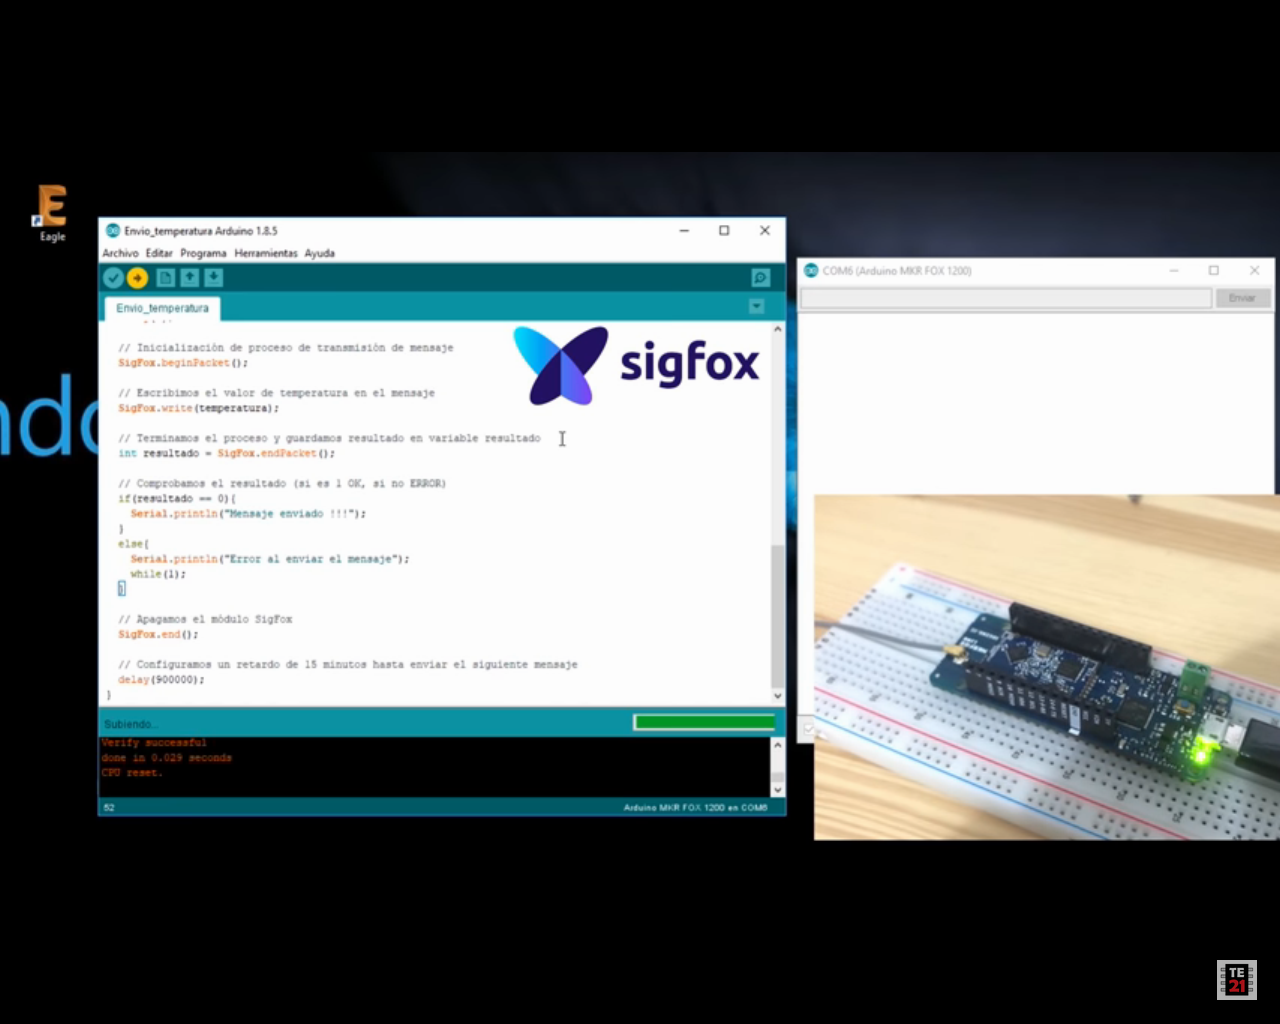 Eagle
Envio_temperatura Arduino 1.8.5
Archivo Editar Programa Herramientas Ayuda
Envio_temperatura
// Inicialización de proceso de transmisión de mensaje
SigFox.beginPacket();
// Escribimos el valor de temperatura en el mensaje
SigFox.write(temperatura);
// Terminamos el proceso y guardamos resultado en variable resultado
int resultado = SigFox.endPacket();
// Comprobamos el resultado (si es 1 OK, si no ERROR)
if(resultado == 0){
Serial.println("Mensaje enviado !!!");
}
else{
Serial.println("Error al enviar el mensaje");
while(1);
}
// Apagamos el módulo SigFox
SigFox.end();
// Configuramos un retardo de 15 minutos hasta enviar el siguiente mensaje
delay(900000);
}
Subiendo...
Verify successful
done in 0.029 seconds
CPU reset.
52
Arduino MKR FOX 1200 en COM6
sigfox
COM6 (Arduino MKR FOX 1200)
Enviar
TE
21